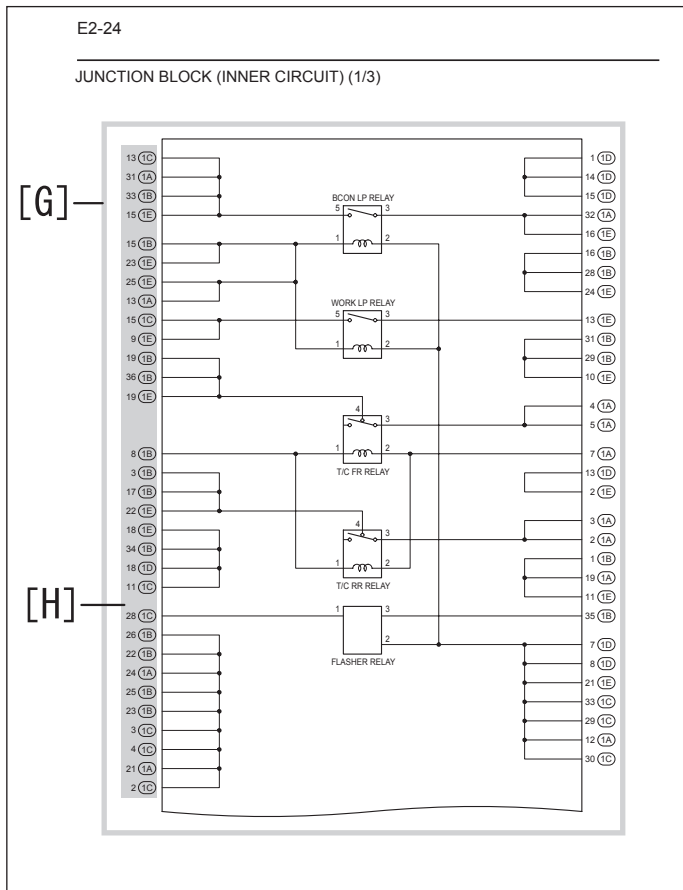 E2-24
JUNCTION BLOCK (INNER CIRCUIT) (1/3)
[G]
[H]
13 1C
31 1A
33 1B
15 1E
15 1B
23 1E
25 1E
13 1A
15 1C
9 1E
19 1B
36 1B
19 1E
8 1B
3 1B
17 1B
22 1E
18 1E
34 1B
18 1D
11 1C
28 1C
26 1B
22 1B
24 1A
25 1B
23 1B
3 1C
4 1C
21 1A
2 1C
BCON LP RELAY
5 3
1 2
WORK LP RELAY
5 3
1 2
4
3
1 2
T/C FR RELAY
4
3
1 2
T/C RR RELAY
1 3
2
FLASHER RELAY
1 1D
14 1D
15 1D
32 1A
16 1E
16 1B
28 1B
24 1E
13 1E
31 1B
29 1B
10 1E
4 1A
5 1A
7 1A
13 1D
2 1E
3 1A
2 1A
1 1B
19 1A
11 1E
35 1B
7 1D
8 1D
21 1E
33 1C
29 1C
12 1A
30 1C